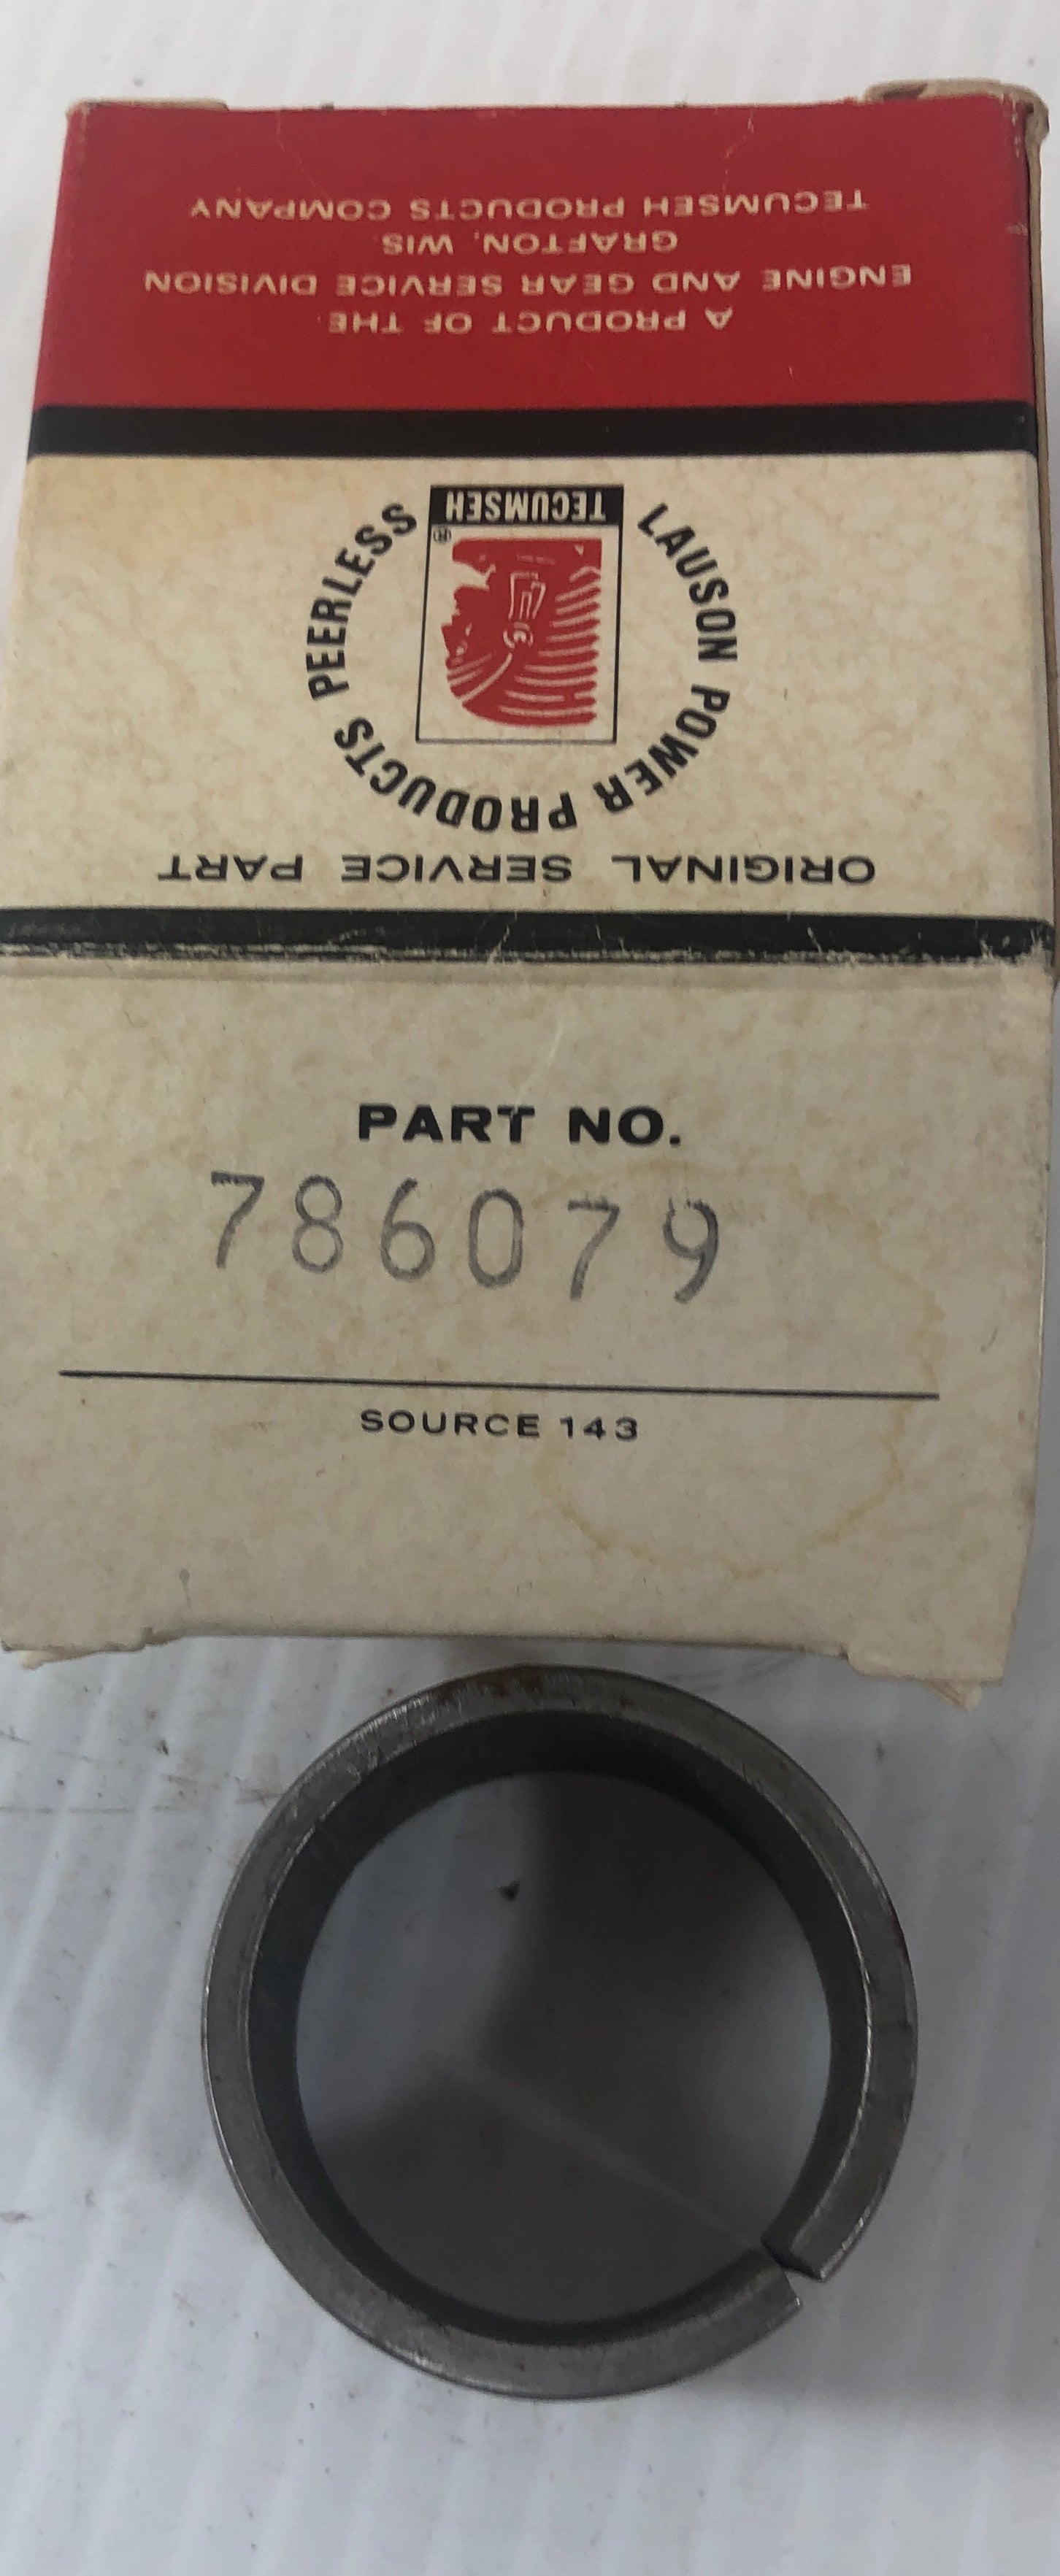 A PRODUCT OF THE
ENGINE AND GEAR SERVICE DIVISION
GRAFTON, WIS.
TECUMSEH PRODUCTS COMPANY
ORIGINAL SERVICE PART
LAUSON POWER PRODUCTS PEERLESS
TECUMSEH
®
PART NO.
786079
SOURCE 143